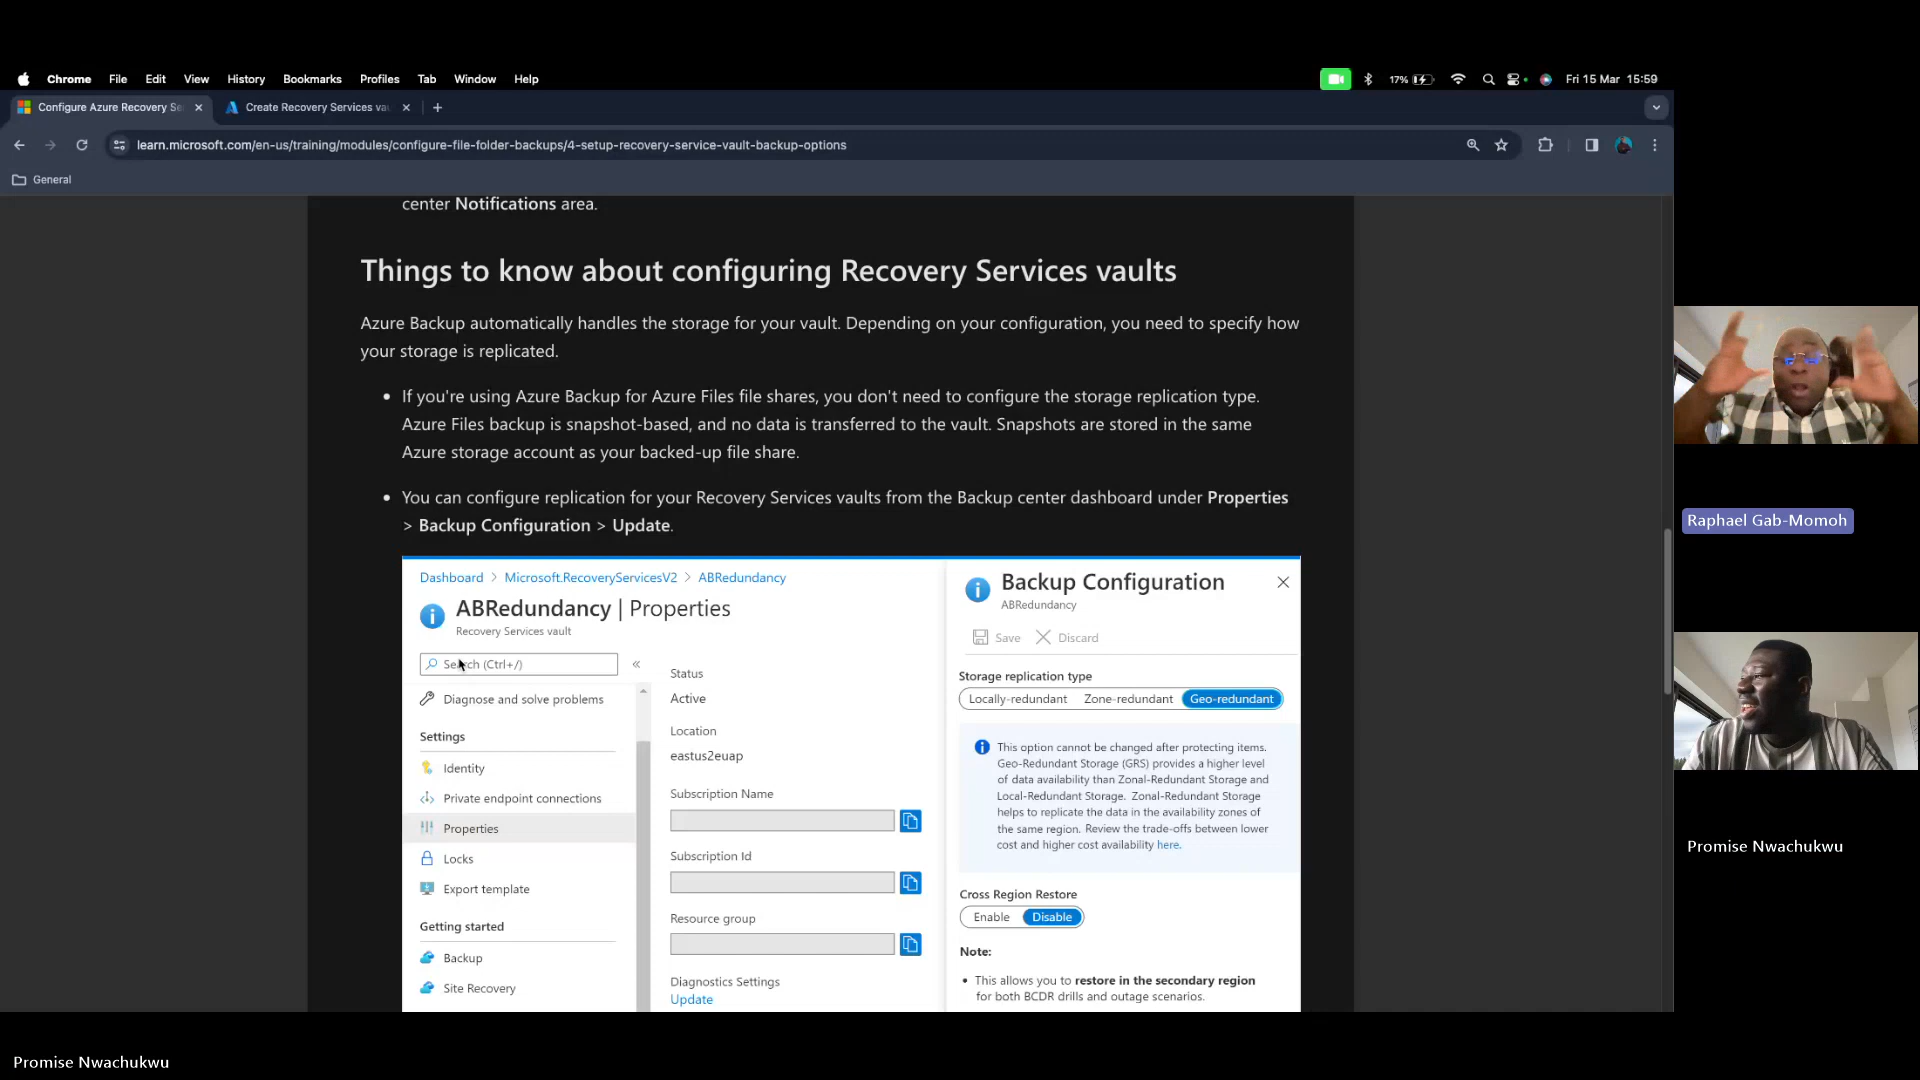 Chrome File Edit View History Bookmarks Profiles Tab Window Help
17% Fri 15 Mar 15:59
Configure Azure Recovery Se
Create Recovery Services vau
learn.microsoft.com/en-us/training/modules/configure-file-folder-backups/4-setup-recovery-service-vault-backup-options
General
center Notifications area.
Things to know about configuring Recovery Services vaults
Azure Backup automatically handles the storage for your vault. Depending on your configuration, you need to specify how
your storage is replicated.
• If you're using Azure Backup for Azure Files file shares, you don't need to configure the storage replication type.
Azure Files backup is snapshot-based, and no data is transferred to the vault. Snapshots are stored in the same
Azure storage account as your backed-up file share.
• You can configure replication for your Recovery Services vaults from the Backup center dashboard under Properties
> Backup Configuration > Update.
Dashboard > Microsoft.RecoveryServicesV2 > ABRedundancy
ABRedundancy | Properties
Recovery Services vault
Search (Ctrl+/)
«
Diagnose and solve problems
Settings
Identity
Private endpoint connections
Properties
Locks
Export template
Getting started
Backup
Site Recovery
Status
Active
Location
eastus2euap
Subscription Name
Subscription Id
Resource group
Diagnostics Settings
Update
Backup Configuration
ABRedundancy
Save Discard
Storage replication type
Locally-redundant Zone-redundant Geo-redundant
This option cannot be changed after protecting items.
Geo-Redundant Storage (GRS) provides a higher level
of data availability than Zonal-Redundant Storage and
Local-Redundant Storage. Zonal-Redundant Storage
helps to replicate the data in the availability zones of
the same region. Review the trade-offs between lower
cost and higher cost availability here.
Cross Region Restore
Enable Disable
Note:
• This allows you to restore in the secondary region
for both BCDR drills and outage scenarios.
Raphael Gab-Momoh
Promise Nwachukwu
Promise Nwachukwu